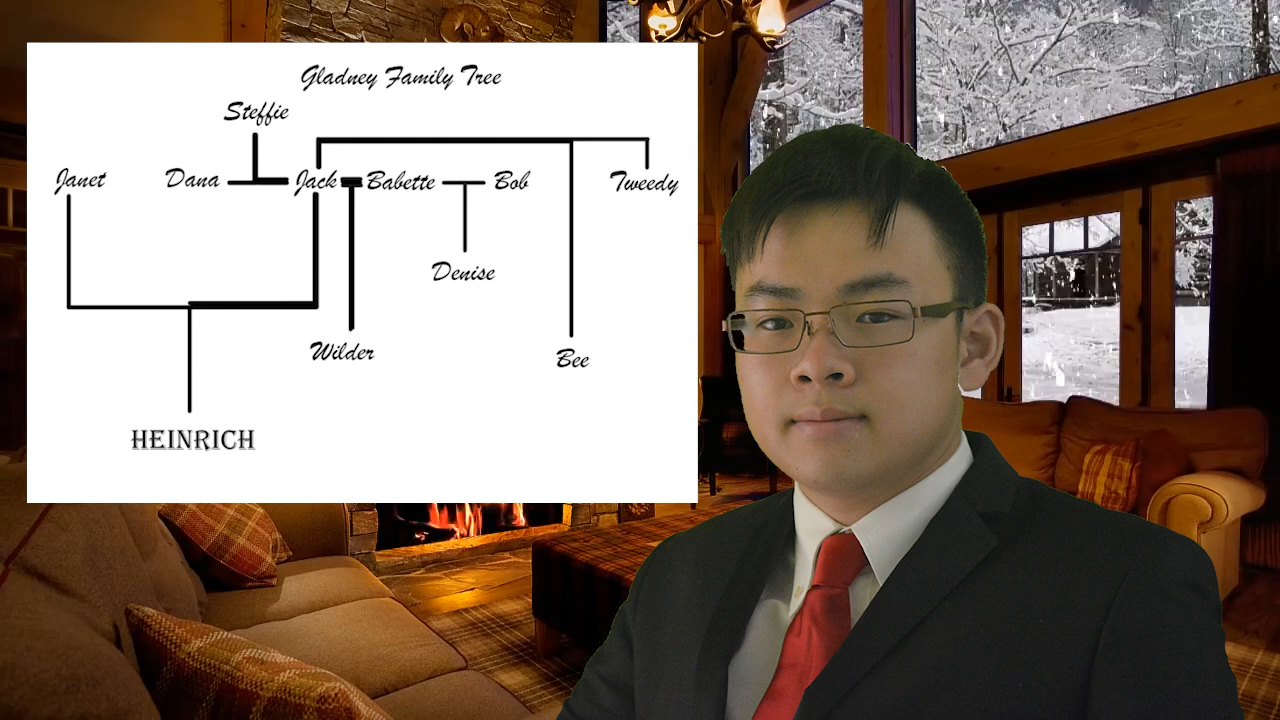 Gladney Family Tree
Steffie
Janet Dana Jack Babette Bob Tweedy
Denise
Wilder Bee
HEINRICH